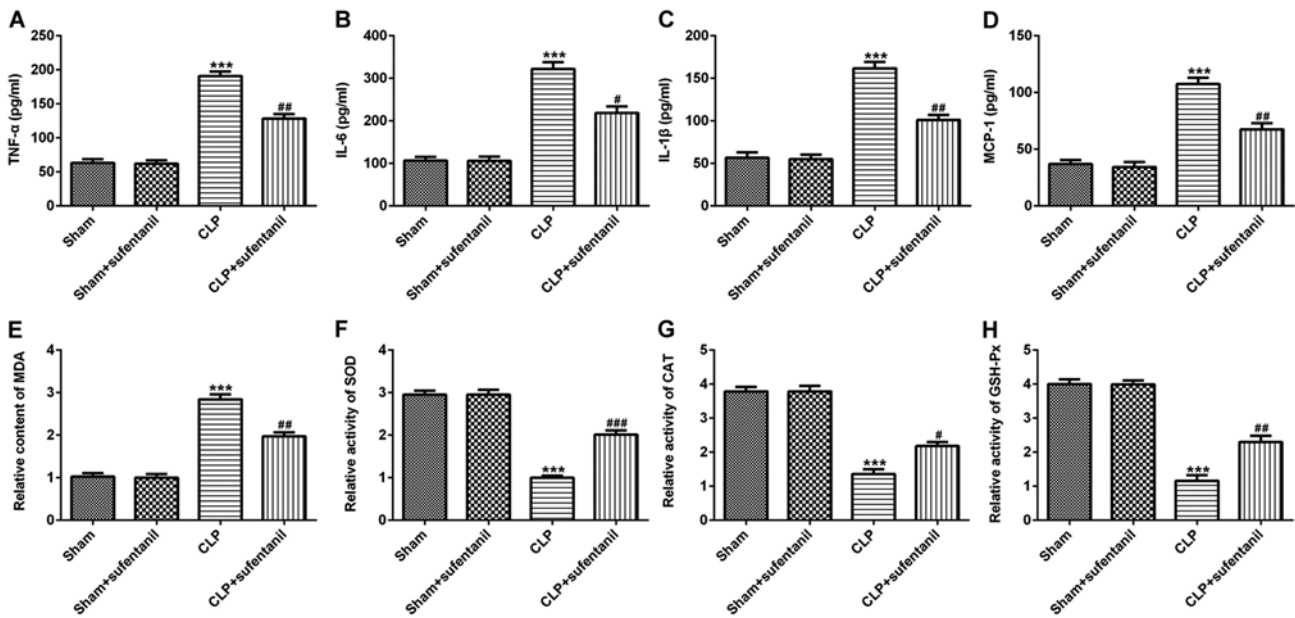 A
TNF-α (pg/ml)
250
200
150
100
50
0
***
##
Sham
Sham+sufentanil
CLP
CLP+sufentanil
B
IL-6 (pg/ml)
400
300
200
100
0
***
#
Sham
Sham+sufentanil
CLP
CLP+sufentanil
C
IL-1β (pg/ml)
200
150
100
50
0
***
##
Sham
Sham+sufentanil
CLP
CLP+sufentanil
D
MCP-1 (pg/ml)
150
100
50
0
***
##
Sham
Sham+sufentanil
CLP
CLP+sufentanil
E
Relative content of MDA
4
3
2
1
0
***
##
Sham
Sham+sufentanil
CLP
CLP+sufentanil
F
Relative activity of SOD
4
3
2
1
0
***
###
Sham
Sham+sufentanil
CLP
CLP+sufentanil
G
Relative activity of CAT
5
4
3
2
1
0
***
#
Sham
Sham+sufentanil
CLP
CLP+sufentanil
H
Relative activity of GSH-Px
5
4
3
2
1
0
***
##
Sham
Sham+sufentanil
CLP
CLP+sufentanil